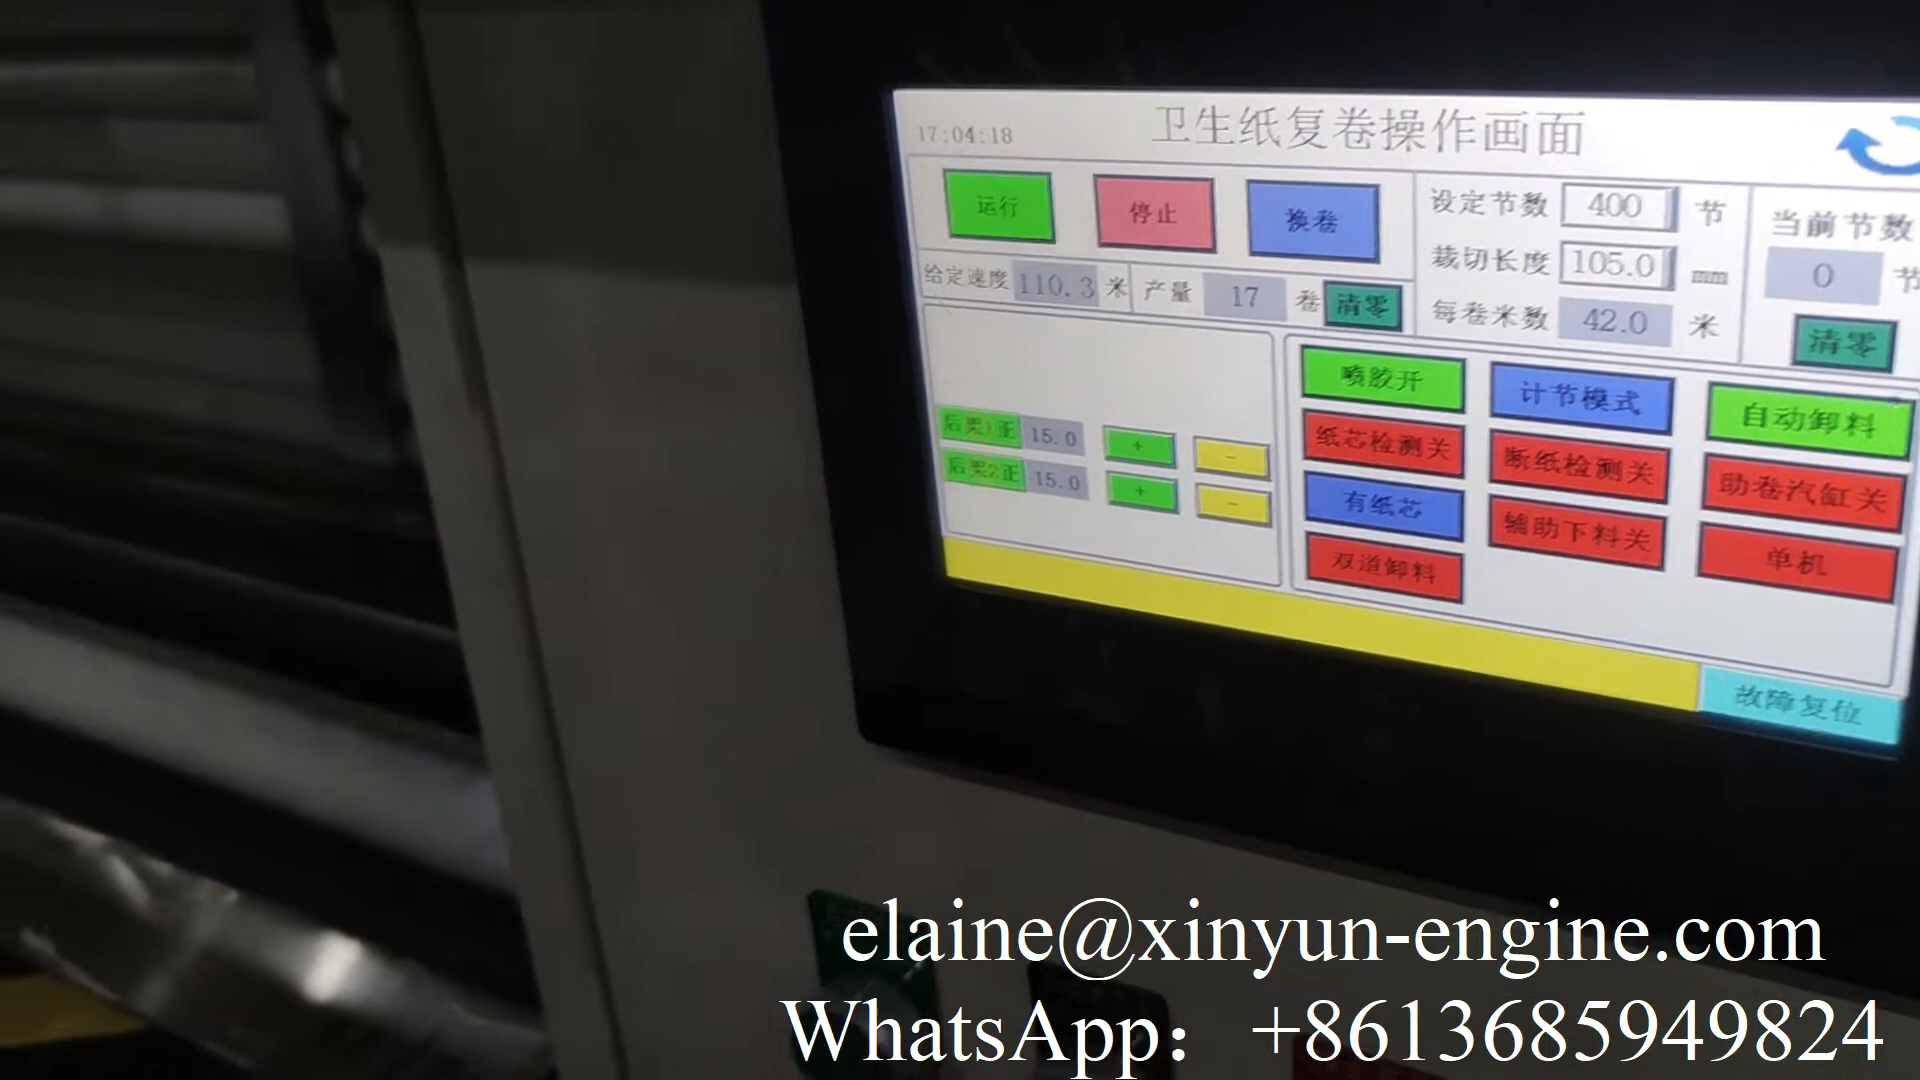 17:04:18 卫生纸复卷操作画面
运行 停止 换卷
设定节数 400 节
裁切长度 105.0 mm
每卷米数 42.0 米
当前节数
0 节
清零
给定速度 110.3 米 产量 17 卷 清零
后架1正 15.0 + -
后架2正 15.0 + -
喷胶开 计节模式 自动卸料
纸芯检测关 断纸检测关 助卷汽缸关
有纸芯 辅助下料关 单机
双道卸料
故障复位
elaine@xinyun-engine.com
WhatsApp：+8613685949824